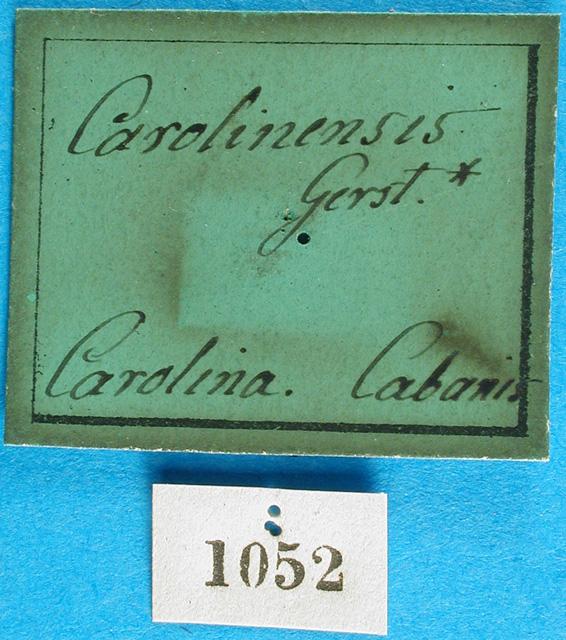 Carolinensis
Gerst.*
Carolina. Cabanis
1052